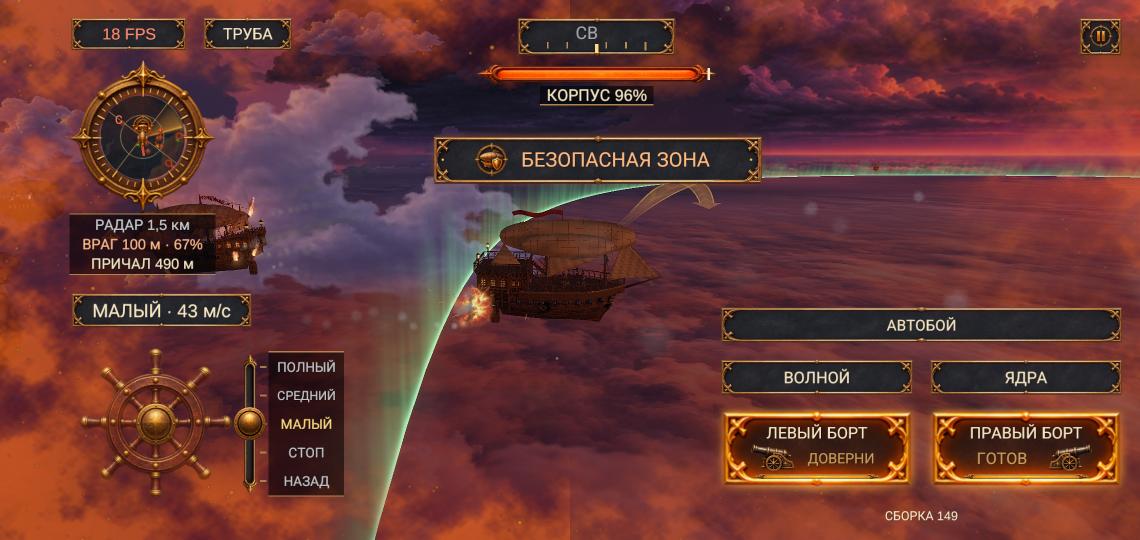 18 FPS
ТРУБА
СВ
КОРПУС 96%
БЕЗОПАСНАЯ ЗОНА
С
РАДАР 1,5 км
ВРАГ 100 м · 67%
ПРИЧАЛ 490 м
МАЛЫЙ · 43 м/с
ПОЛНЫЙ
СРЕДНИЙ
МАЛЫЙ
СТОП
НАЗАД
АВТОБОЙ
ВОЛНОЙ
ЯДРА
ЛЕВЫЙ БОРТ
ДОВЕРНИ
ПРАВЫЙ БОРТ
ГОТОВ
СБОРКА 149